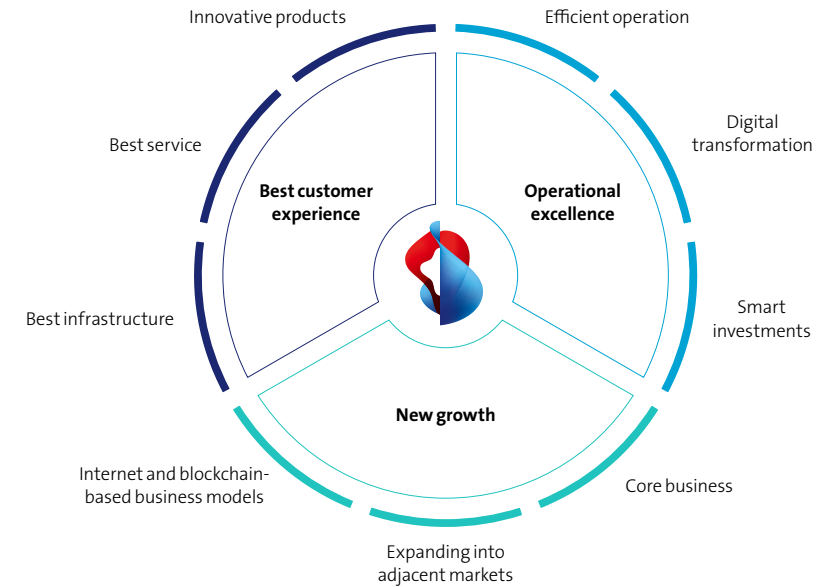 Innovative products
Efficient operation
Best service
Digital
transformation
Best customer
experience
Operational
excellence
Best infrastructure
Smart
investments
New growth
Internet and blockchain-
based business models
Core business
Expanding into
adjacent markets